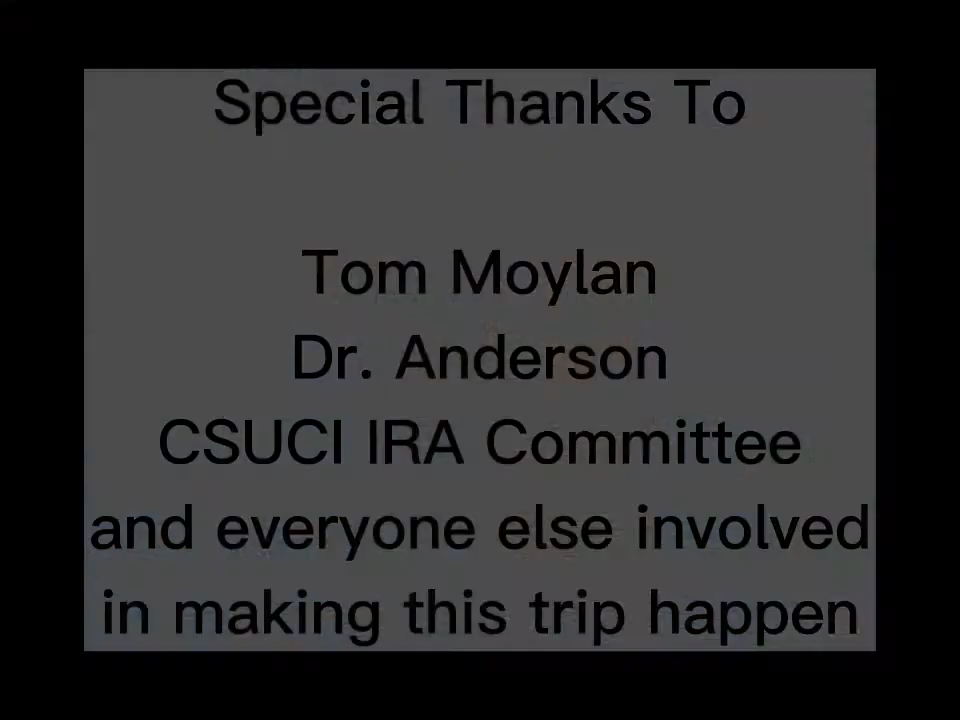 Special Thanks To
Tom Moylan
Dr. Anderson
CSUCI IRA Committee
and everyone else involved
in making this trip happen